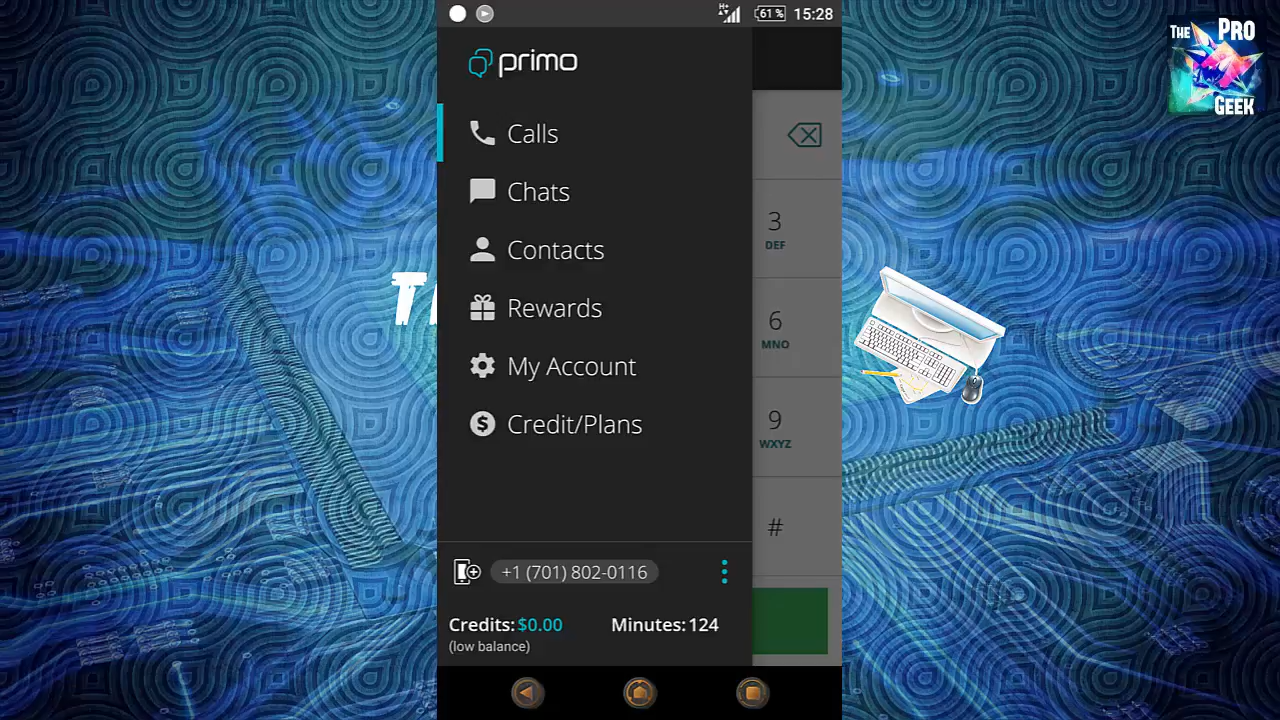 H+
61 %
15:28
primo
Calls
Chats
Contacts
Rewards
My Account
Credit/Plans
+1 (701) 802-0116
Credits: $0.00
Minutes: 124
(low balance)
3
DEF
6
MNO
9
WXYZ
#
T
THE PRO
GEEK